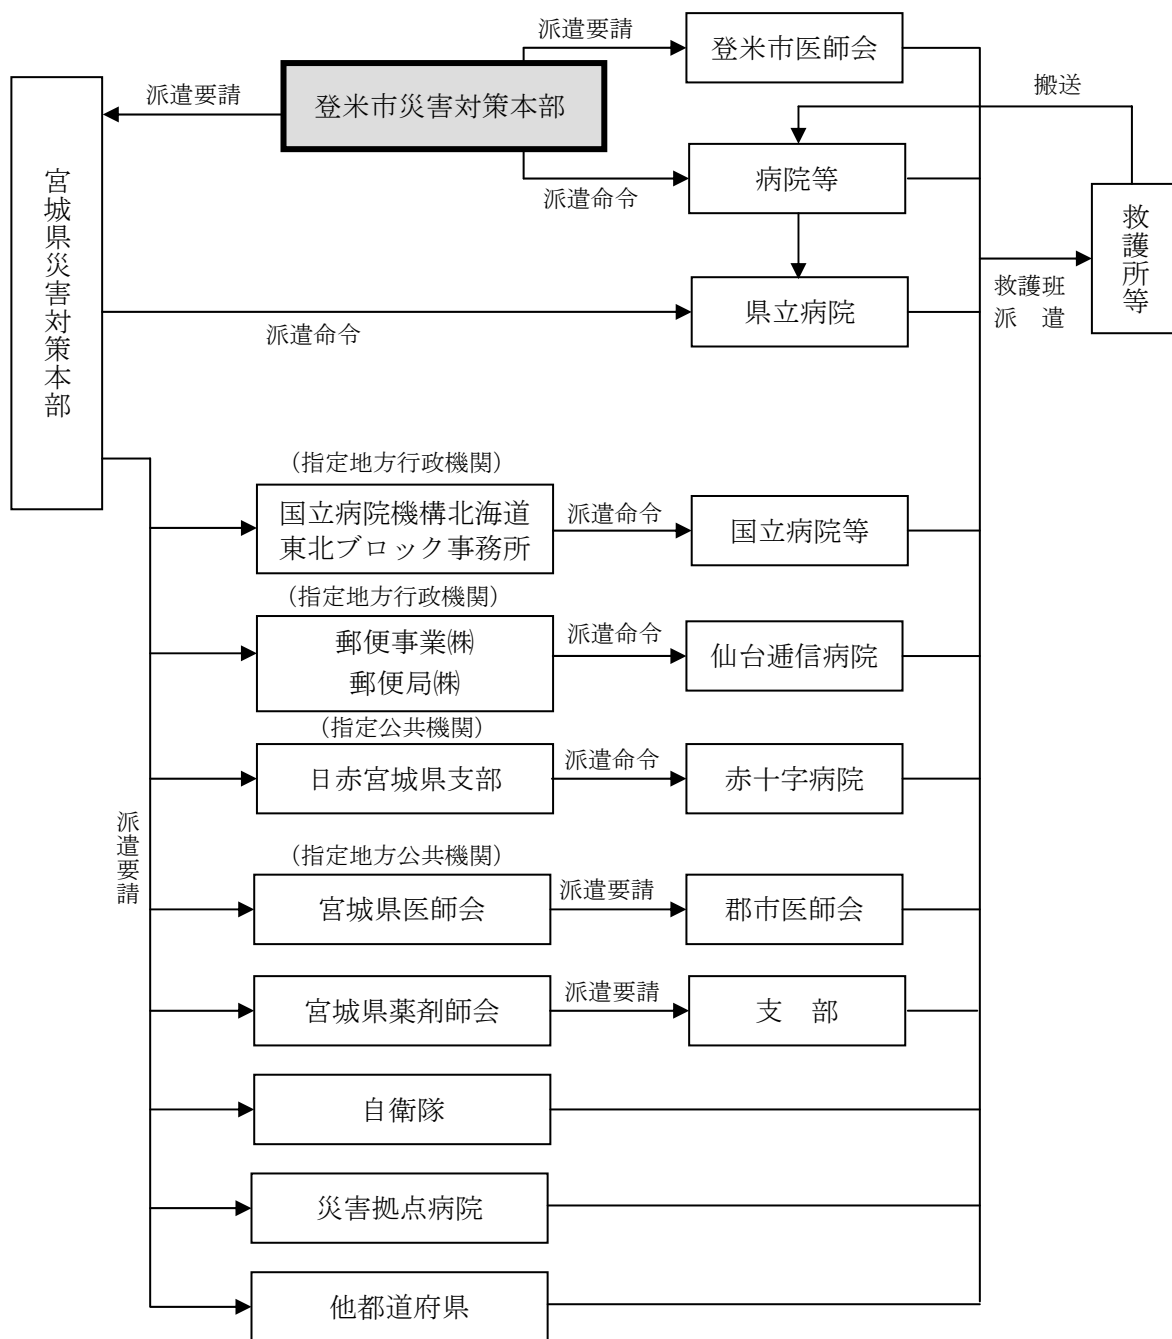 派遣要請
登米市医師会
派遣要請
登米市災害対策本部
搬送
病院等
派遣命令
宮城県災害対策本部
救護所等
県立病院
救護班
派　遣
派遣命令
（指定地方行政機関）
国立病院機構北海道
東北ブロック事務所
派遣命令
国立病院等
（指定地方行政機関）
郵便事業㈱
郵便局㈱
派遣命令
仙台逓信病院
（指定公共機関）
日赤宮城県支部
派遣命令
赤十字病院
派遣要請
（指定地方公共機関）
宮城県医師会
派遣要請
郡市医師会
宮城県薬剤師会
派遣要請
支　部
自衛隊
災害拠点病院
他都道府県